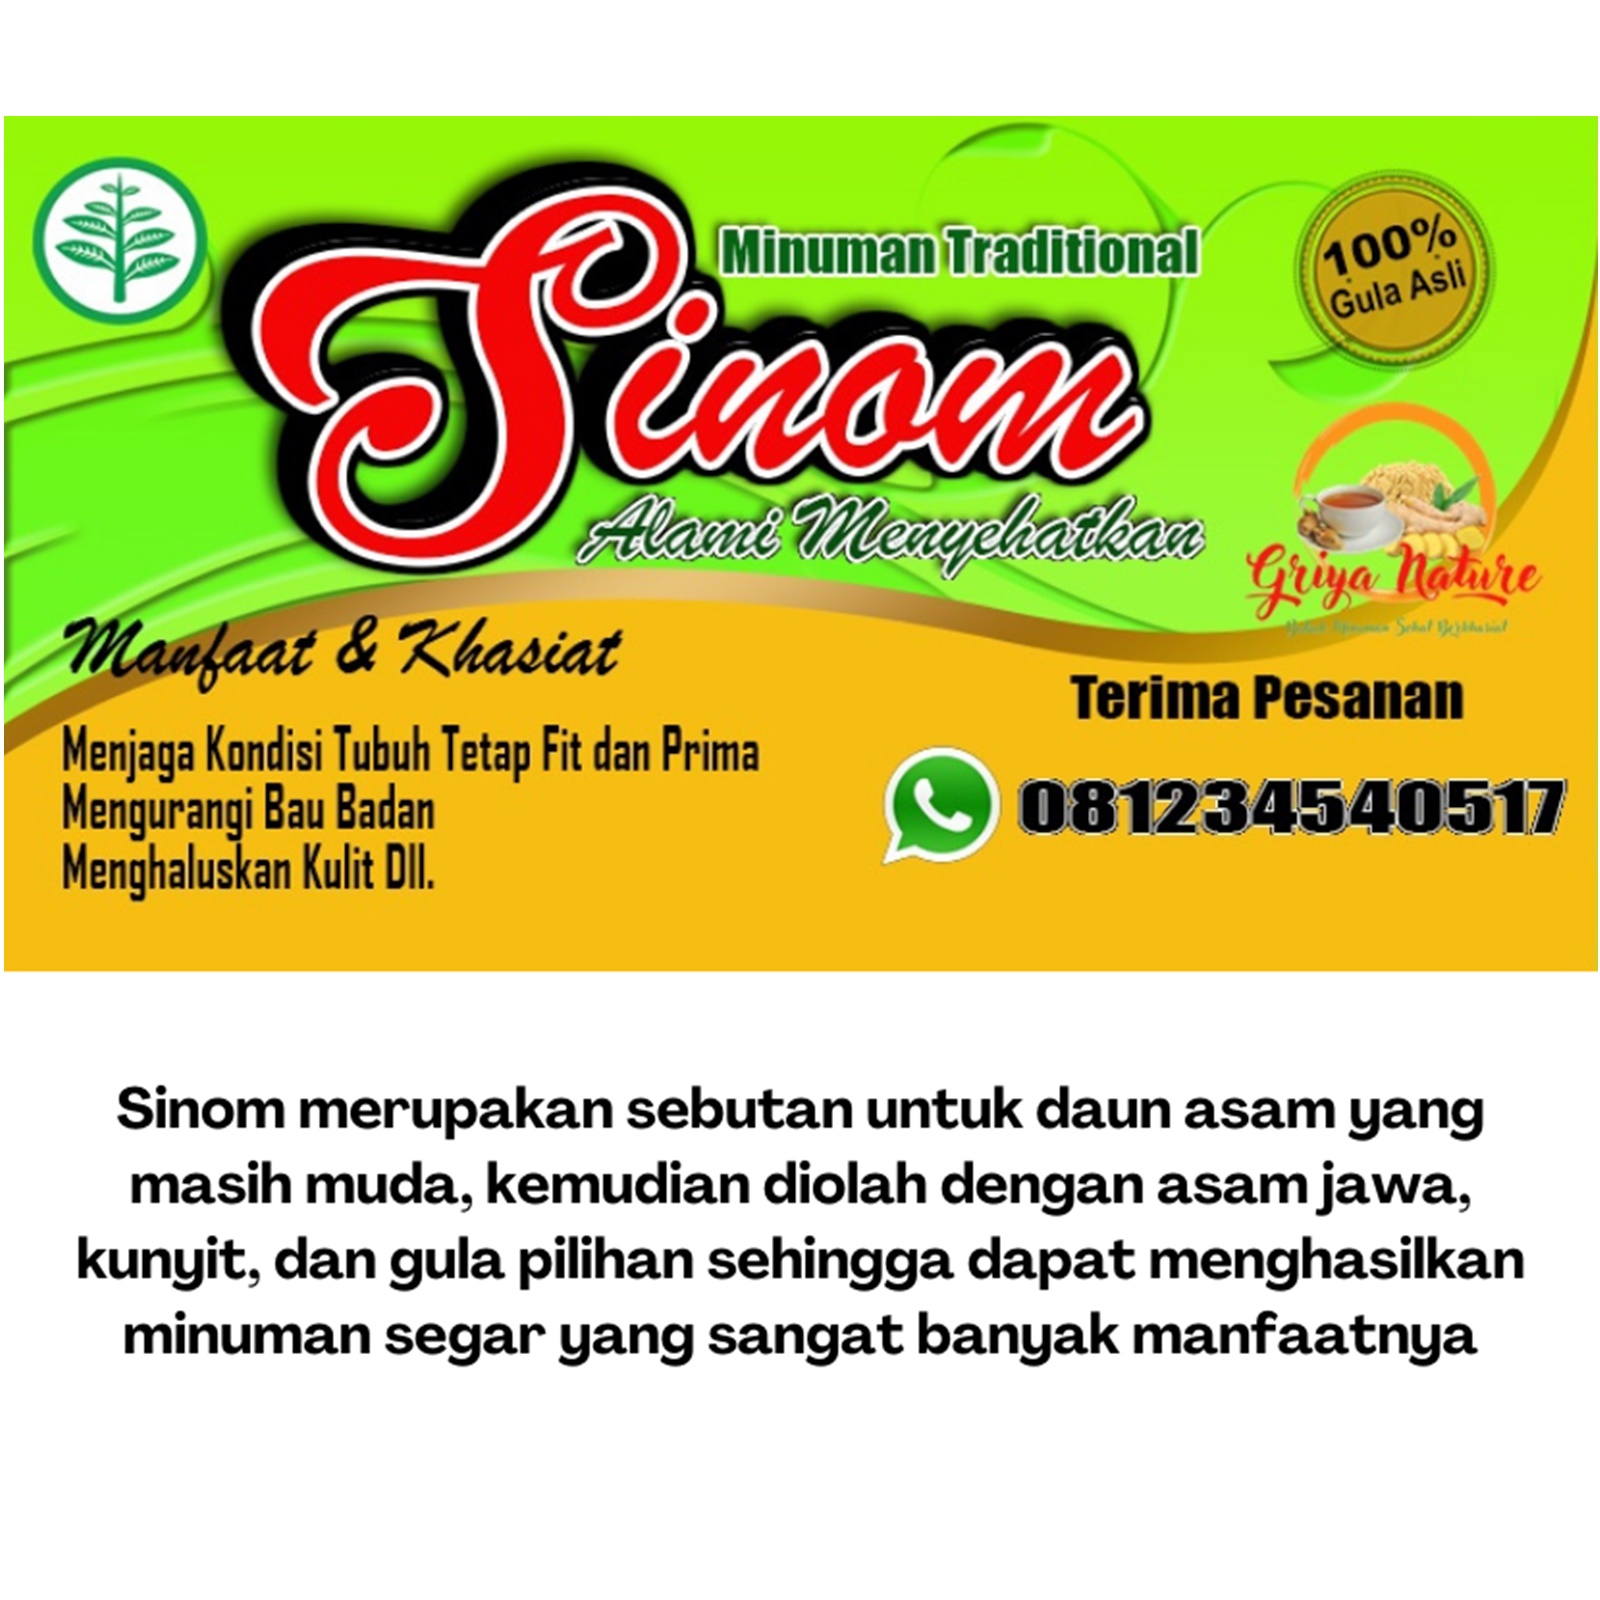 Minuman Traditional
100%
Gula Asli
Sinom
Alami Menyehatkan
Griya Nature
Manfaat & Khasiat
Menjaga Kondisi Tubuh Tetap Fit dan Prima
Mengurangi Bau Badan
Menghaluskan Kulit Dll.
Terima Pesanan
081234540517
Sinom merupakan sebutan untuk daun asam yang
masih muda, kemudian diolah dengan asam jawa,
kunyit, dan gula pilihan sehingga dapat menghasilkan
minuman segar yang sangat banyak manfaatnya